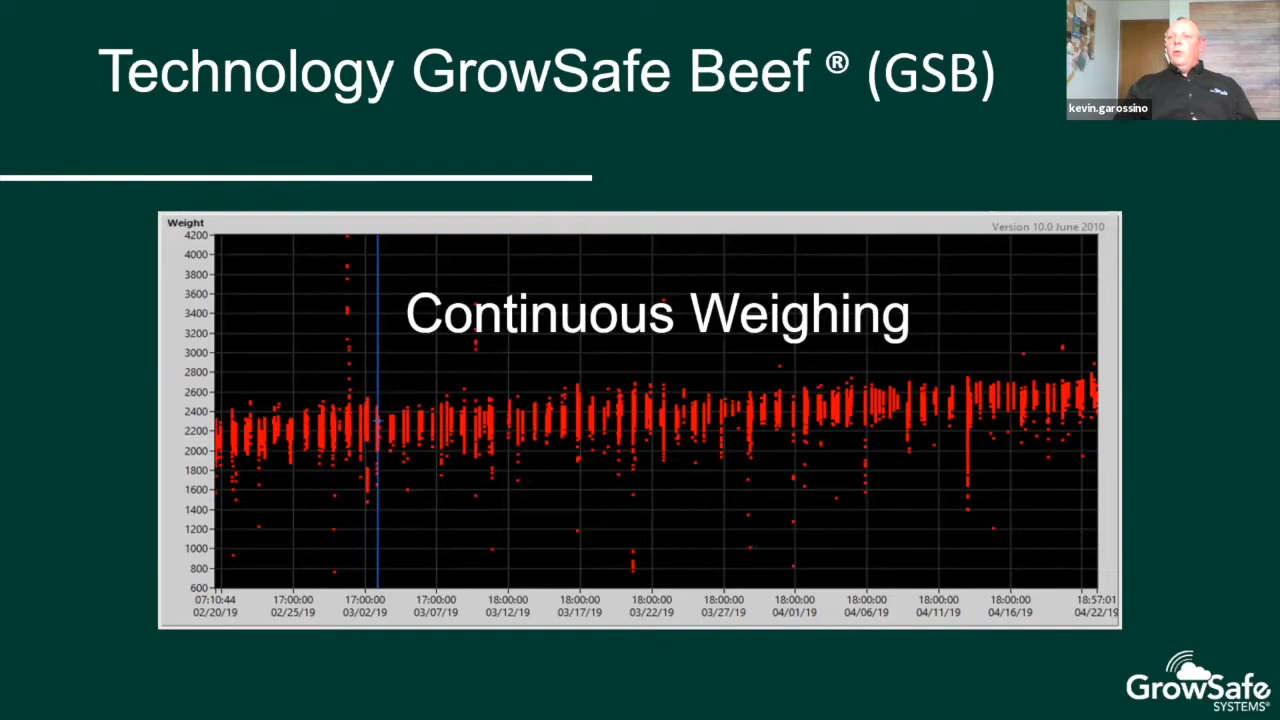 Technology GrowSafe Beef ® (GSB)
kevin.garossino
Weight
Version 10.0 June 2010
Continuous Weighing
4200
4000
3800
3600
3400
3200
3000
2800
2600
2400
2200
2000
1800
1600
1400
1200
1000
800
600
07:10:44 17:00:00 17:00:00 17:00:00 18:00:00 18:00:00 18:00:00 18:00:00 18:00:00 18:00:00 18:00:00 18:00:00 18:57:01
02/20/19 02/25/19 03/02/19 03/07/19 03/12/19 03/17/19 03/22/19 03/27/19 04/01/19 04/06/19 04/11/19 04/16/19 04/22/19
GrowSafe
SYSTEMS®